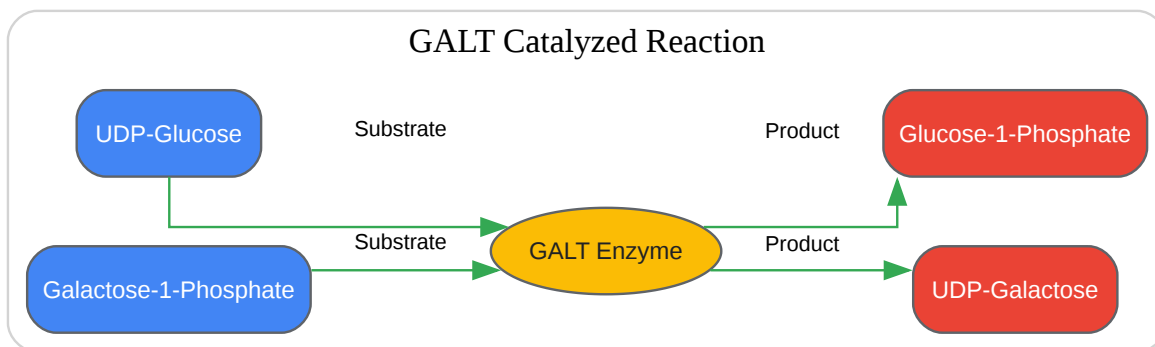 GALT Catalyzed Reaction
UDP-Glucose
Substrate
Product
Glucose-1-Phosphate
Galactose-1-Phosphate
Substrate
GALT Enzyme
Product
UDP-Galactose